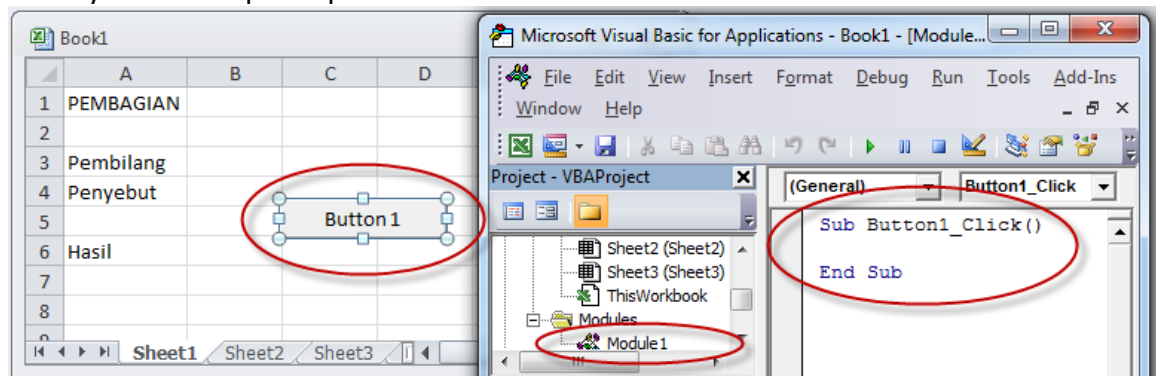 Book1
A B C D
1 PEMBAGIAN
2
3 Pembilang
4 Penyebut
5
Button 1
6 Hasil
7
8
Sheet1 Sheet2 Sheet3
Microsoft Visual Basic for Applications - Book1 - [Module...
File Edit View Insert Format Debug Run Tools Add-Ins
Window Help
Project - VBAProject
Sheet2 (Sheet2)
Sheet3 (Sheet3)
ThisWorkbook
Modules
Module1
(General) Button1_Click
Sub Button1_Click()
End Sub